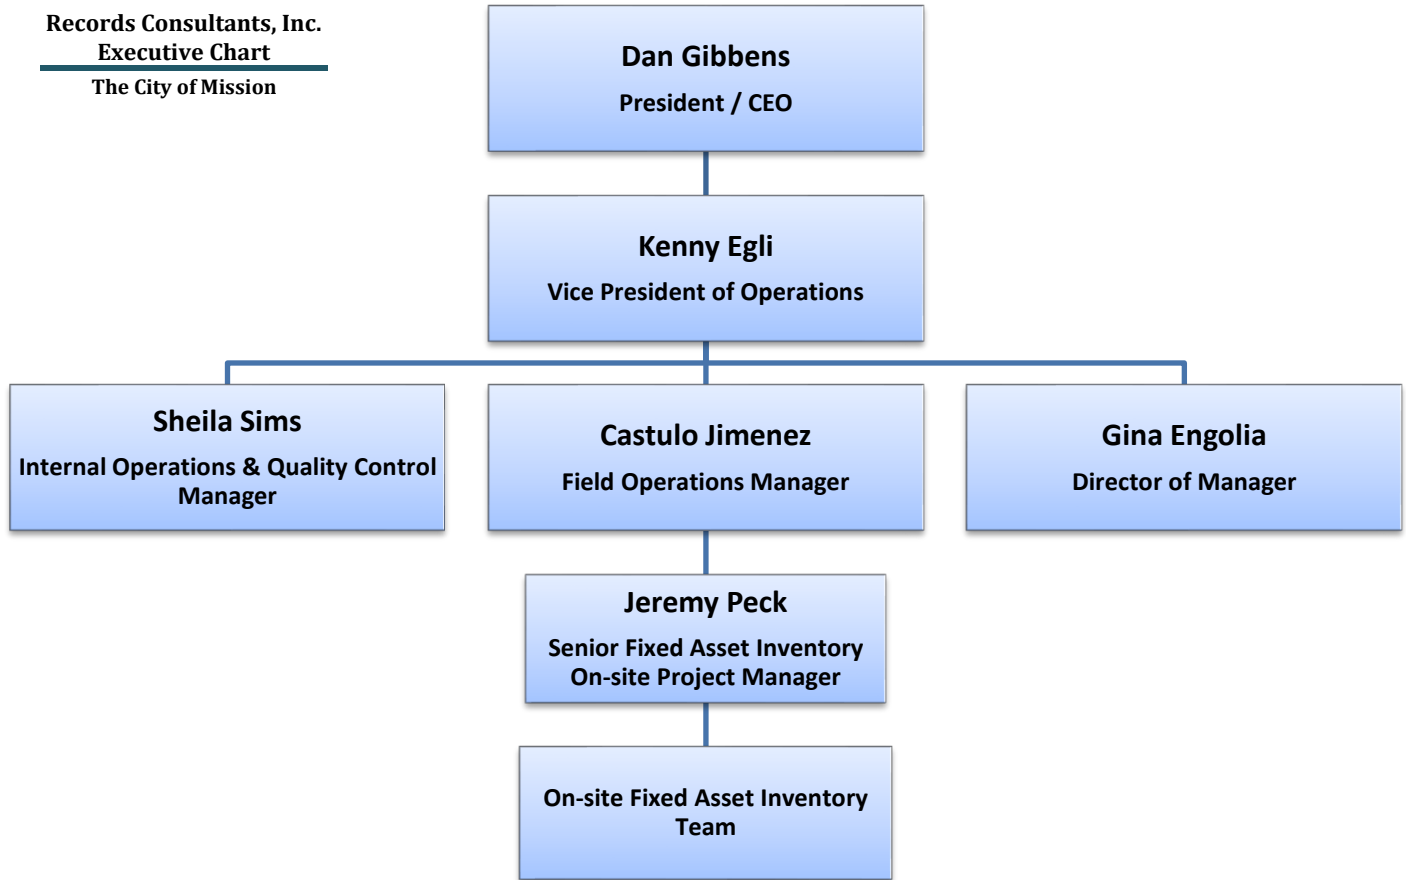 Records Consultants, Inc.
Executive Chart
The City of Mission
Dan Gibbens
President / CEO
Kenny Egli
Vice President of Operations
Sheila Sims
Internal Operations & Quality Control
Manager
Castulo Jimenez
Field Operations Manager
Gina Engolia
Director of Manager
Jeremy Peck
Senior Fixed Asset Inventory
On-site Project Manager
On-site Fixed Asset Inventory
Team